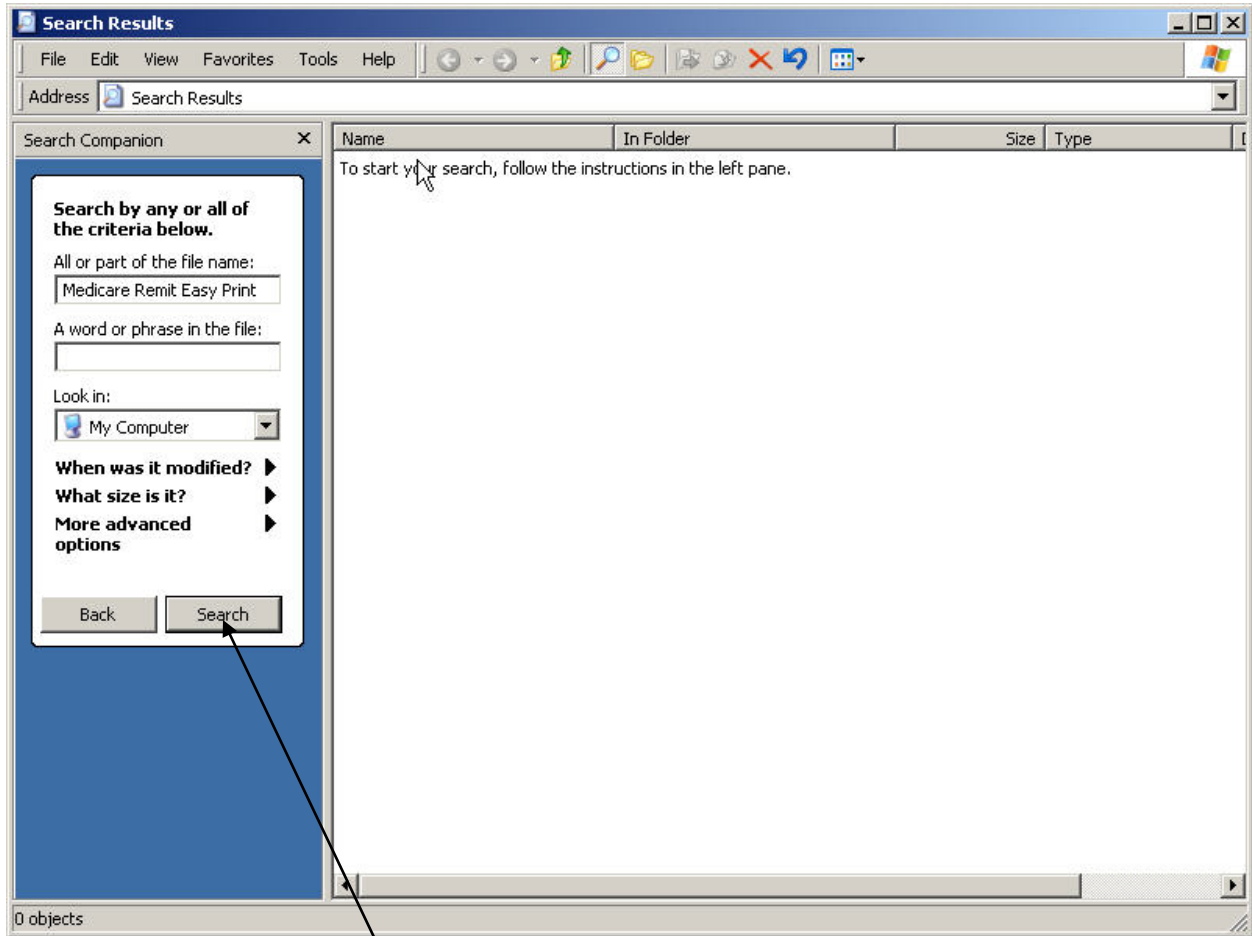 Search Results
File Edit View Favorites Tools Help
Address Search Results
Search Companion
Name In Folder Size Type
To start your search, follow the instructions in the left pane.
Search by any or all of
the criteria below.
All or part of the file name:
Medicare Remit Easy Print
A word or phrase in the file:
Look in:
My Computer
When was it modified?
What size is it?
More advanced
options
Back Search
0 objects